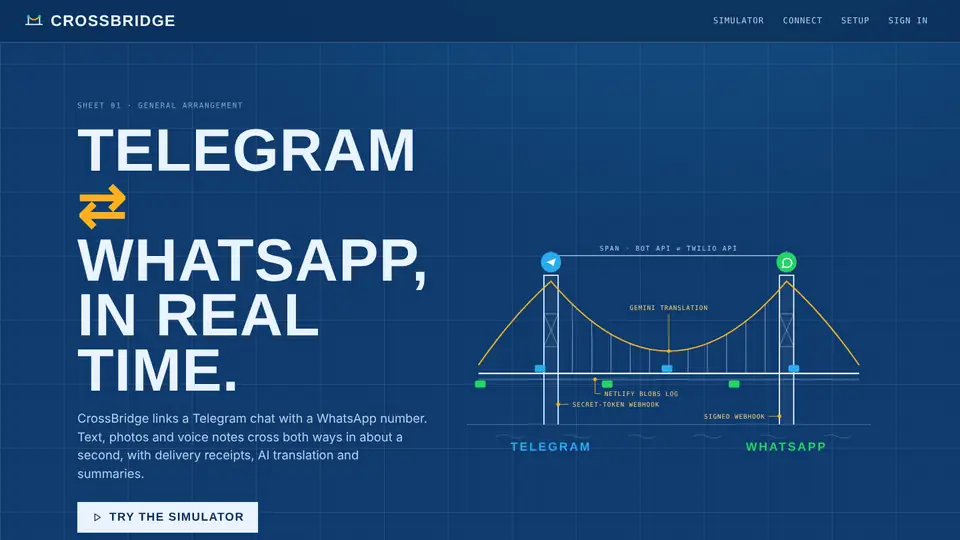 CROSSBRIDGE
SIMULATOR CONNECT SETUP SIGN IN
SHEET 01 · GENERAL ARRANGEMENT
TELEGRAM
⇄
WHATSAPP,
IN REAL
TIME.
CrossBridge links a Telegram chat with a WhatsApp number.
Text, photos and voice notes cross both ways in about a
second, with delivery receipts, AI translation and
summaries.
TRY THE SIMULATOR
SPAN · BOT API ⇄ TWILIO API
GEMINI TRANSLATION
NETLIFY BLOBS LOG
SECRET-TOKEN WEBHOOK
SIGNED WEBHOOK
TELEGRAM
WHATSAPP